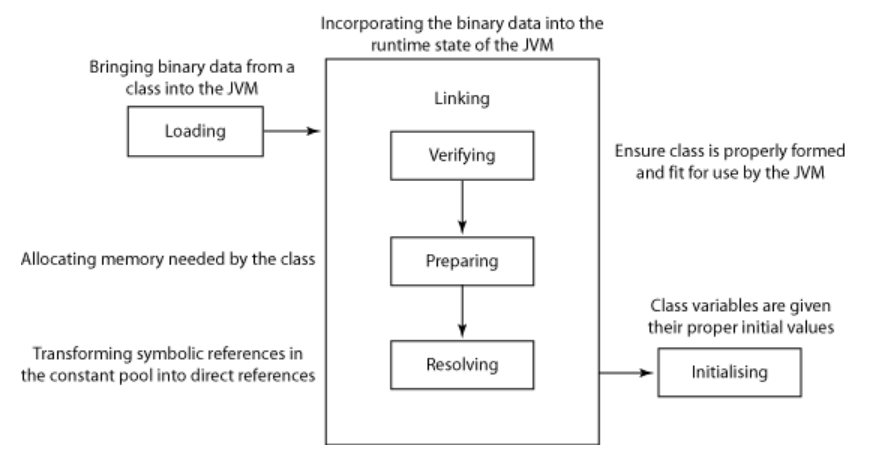 Incorporating the binary data into the
runtime state of the JVM
Bringing binary data from a
class into the JVM
Loading
Linking
Verifying
Ensure class is properly formed
and fit for use by the JVM
Allocating memory needed by the class
Preparing
Transforming symbolic references in
the constant pool into direct references
Resolving
Class variables are given
their proper initial values
Initialising